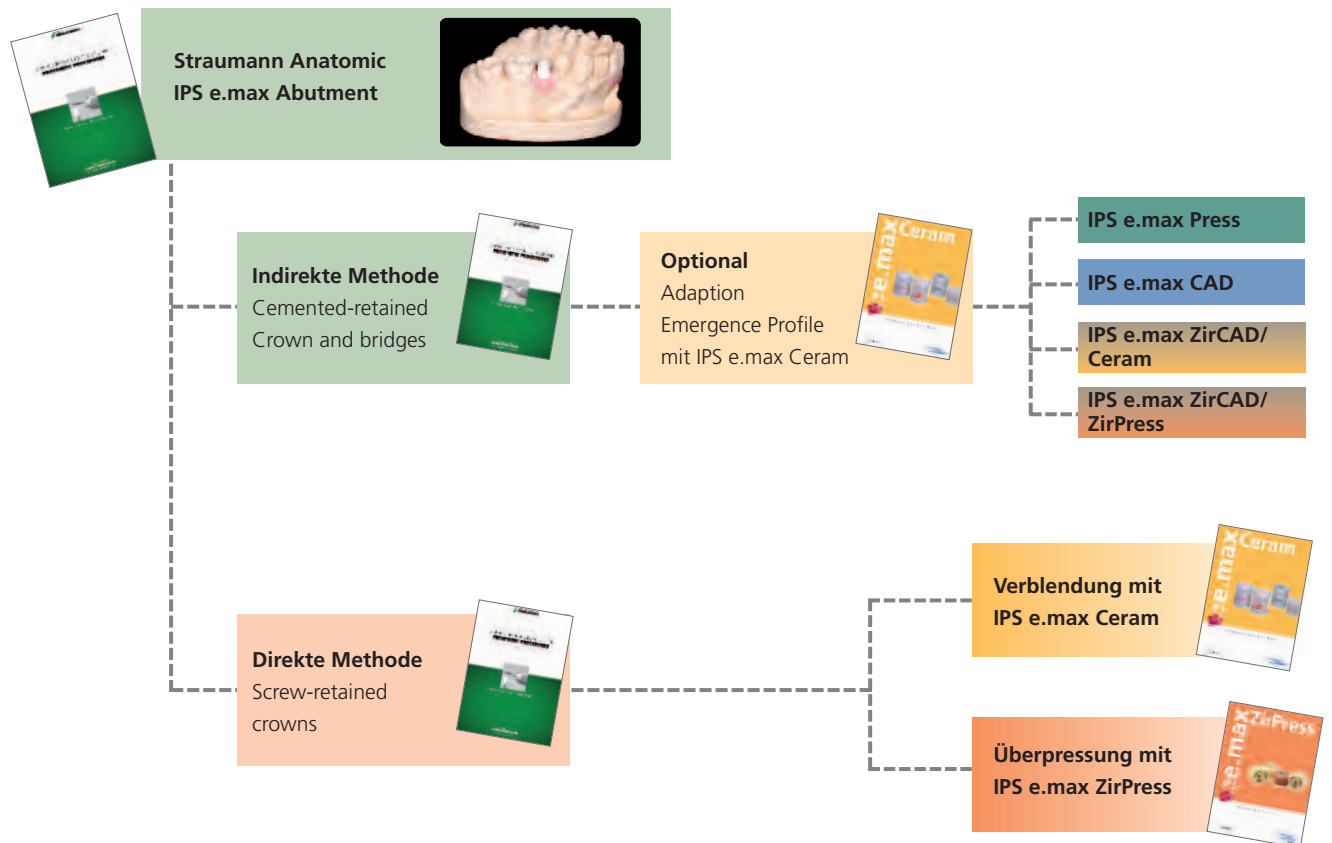 Straumann Anatomic
IPS e.max Abutment
Indirekte Methode
Cemented-retained
Crown and bridges
Optional
Adaption
Emergence Profile
mit IPS e.max Ceram
e.max Ceram
IPS e.max Press
IPS e.max CAD
IPS e.max ZirCAD/
Ceram
IPS e.max ZirCAD/
ZirPress
Direkte Methode
Screw-retained
crowns
Verblendung mit
IPS e.max Ceram
e.max Ceram
Überpressung mit
IPS e.max ZirPress
e.max ZirPress